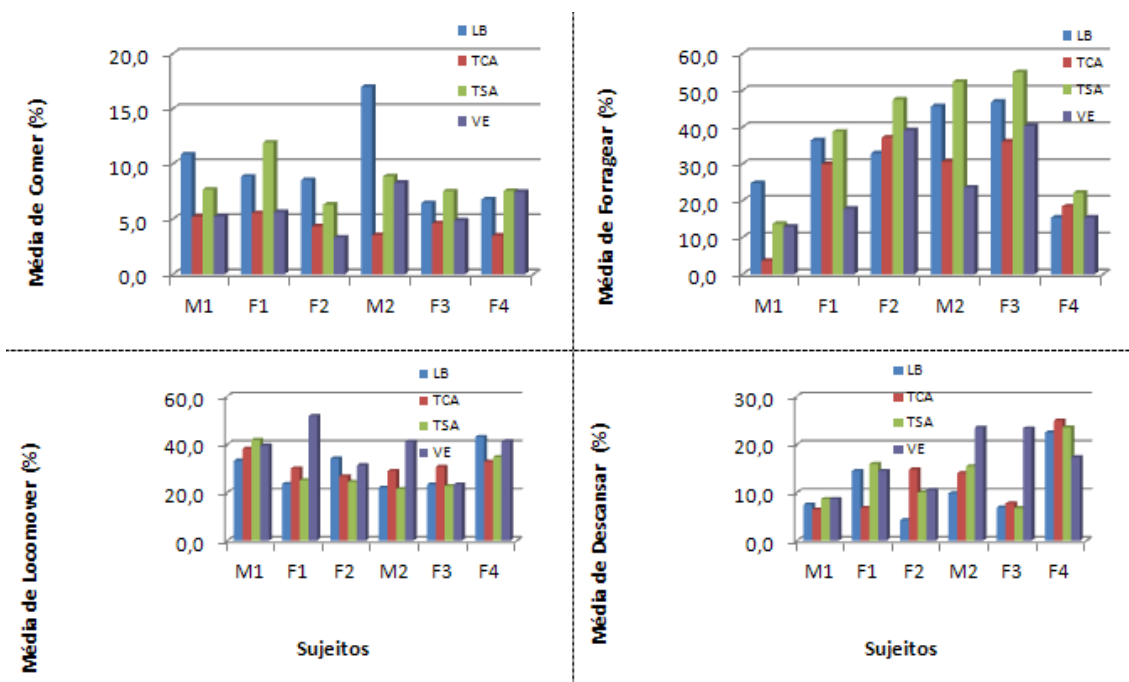 Média de Comer (%)
20,0
15,0
10,0
5,0
0,0
LB
TCA
TSA
VE
M1 F1 F2 M2 F3 F4
Média de Forragear (%)
60,0
50,0
40,0
30,0
20,0
10,0
0,0
LB
TCA
TSA
VE
M1 F1 F2 M2 F3 F4
Média de Locomover (%)
60,0
40,0
20,0
0,0
LB
TCA
TSA
VE
M1 F1 F2 M2 F3 F4
Sujeitos
Média de Descansar (%)
30,0
20,0
10,0
0,0
LB
TCA
TSA
VE
M1 F1 F2 M2 F3 F4
Sujeitos